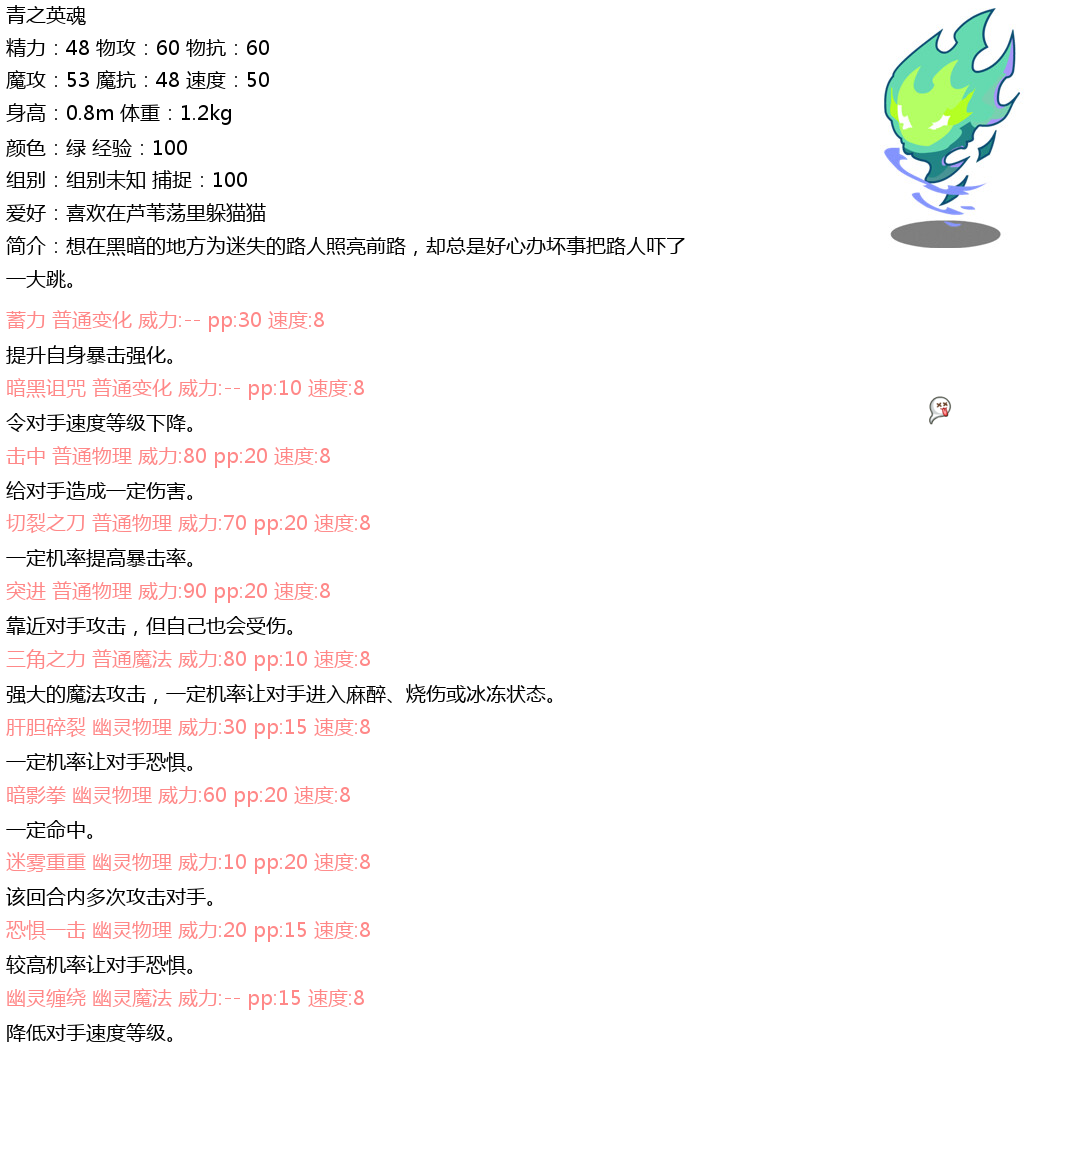 青之英魂
精力：48 物攻：60 物抗：60
魔攻：53 魔抗：48 速度：50
身高：0.8m 体重：1.2kg
颜色：绿 经验：100
组别：组别未知 捕捉：100
爱好：喜欢在芦苇荡里躲猫猫
简介：想在黑暗的地方为迷失的路人照亮前路，却总是好心办坏事把路人吓了
一大跳。
蓄力 普通变化 威力:-- pp:30 速度:8
提升自身暴击强化。
暗黑诅咒 普通变化 威力:-- pp:10 速度:8
令对手速度等级下降。
击中 普通物理 威力:80 pp:20 速度:8
给对手造成一定伤害。
切裂之刀 普通物理 威力:70 pp:20 速度:8
一定机率提高暴击率。
突进 普通物理 威力:90 pp:20 速度:8
靠近对手攻击，但自己也会受伤。
三角之力 普通魔法 威力:80 pp:10 速度:8
强大的魔法攻击，一定机率让对手进入麻醉、烧伤或冰冻状态。
肝胆碎裂 幽灵物理 威力:30 pp:15 速度:8
一定机率让对手恐惧。
暗影拳 幽灵物理 威力:60 pp:20 速度:8
一定命中。
迷雾重重 幽灵物理 威力:10 pp:20 速度:8
该回合内多次攻击对手。
恐惧一击 幽灵物理 威力:20 pp:15 速度:8
较高机率让对手恐惧。
幽灵缠绕 幽灵魔法 威力:-- pp:15 速度:8
降低对手速度等级。